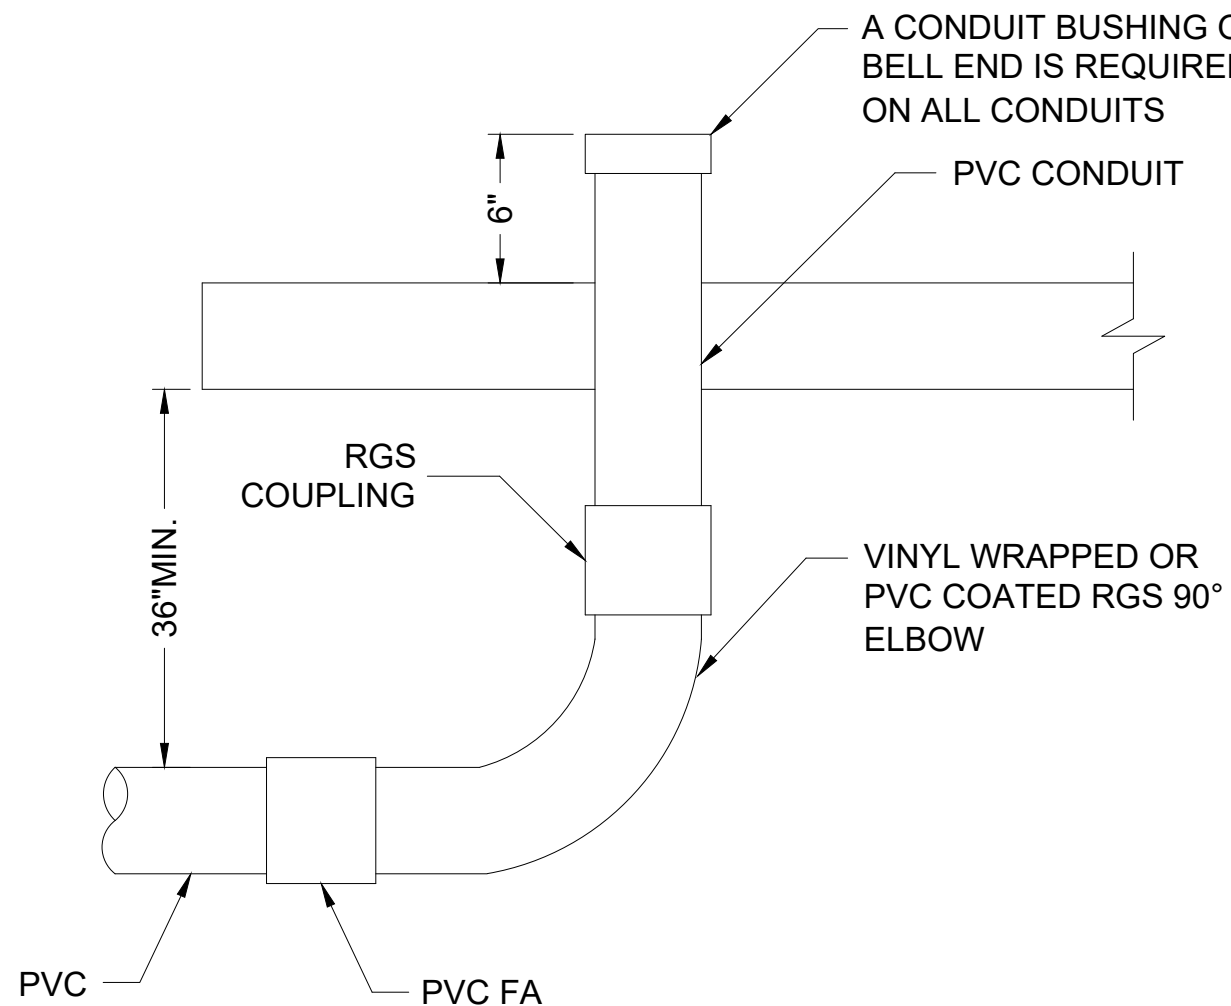 A CONDUIT BUSHING O
BELL END IS REQUIRED
ON ALL CONDUITS
6"
PVC CONDUIT
RGS
COUPLING
36"MIN.
VINYL WRAPPED OR
PVC COATED RGS 90°
ELBOW
PVC
PVC FA